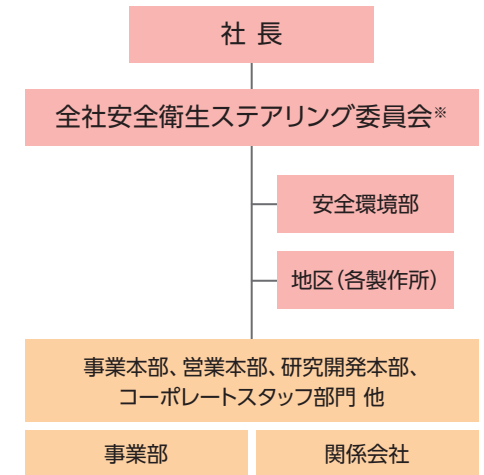 社 長
全社安全衛生ステアリング委員会※
安全環境部
地区(各製作所)
事業本部、営業本部、研究開発本部、
コーポレートスタッフ部門 他
事業部
関係会社